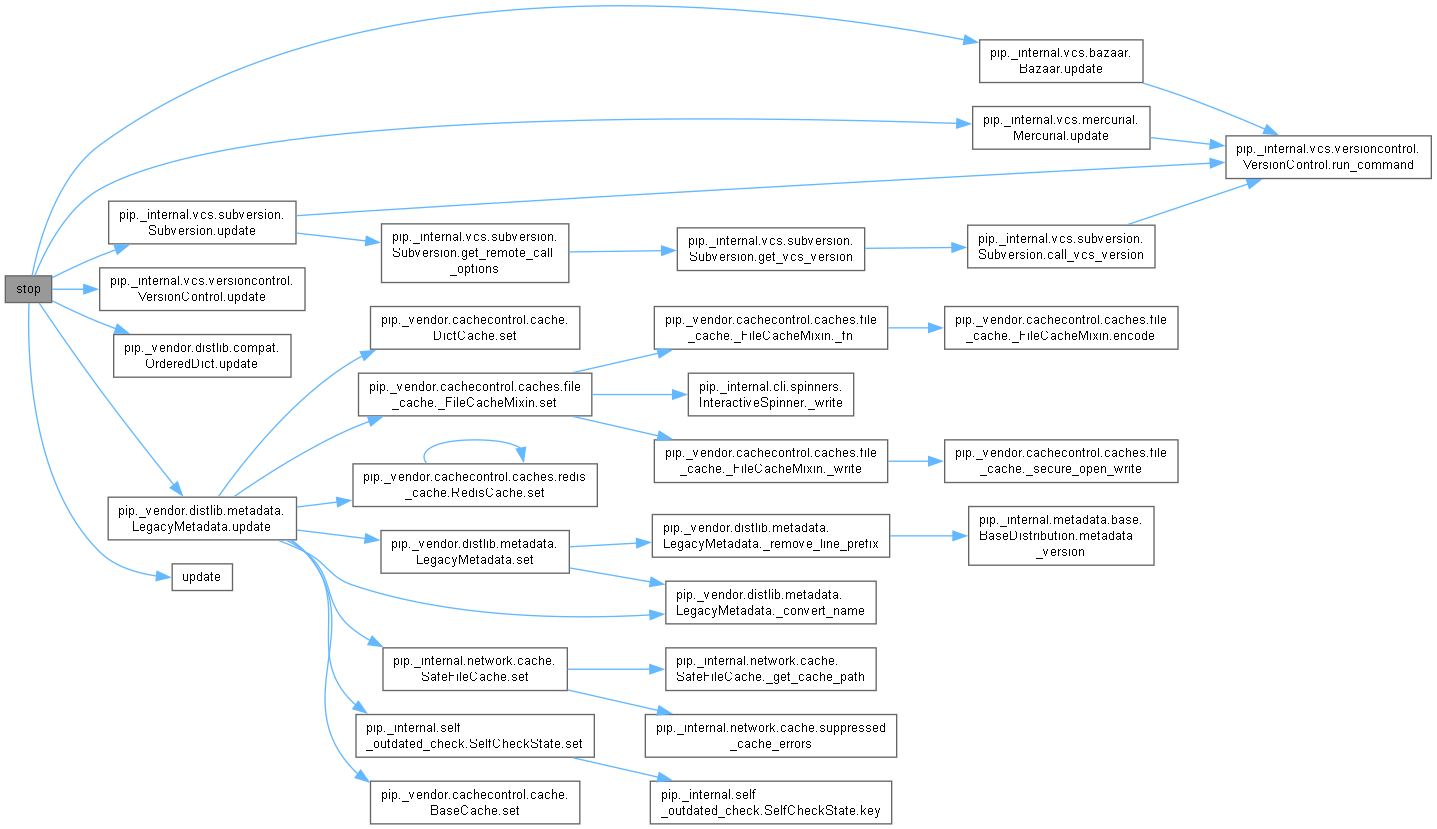 stop
pip._internal.vcs.bazaar.
Bazaar.update
pip._internal.vcs.mercurial.
Mercurial.update
pip._internal.vcs.versioncontrol.
VersionControl.run_command
pip._internal.vcs.subversion.
Subversion.update
pip._internal.vcs.subversion.
Subversion.get_remote_call
_options
pip._internal.vcs.subversion.
Subversion.get_vcs_version
pip._internal.vcs.subversion.
Subversion.call_vcs_version
pip._internal.vcs.versioncontrol.
VersionControl.update
pip._vendor.distlib.compat.
OrderedDict.update
pip._vendor.cachecontrol.cache.
DictCache.set
pip._vendor.cachecontrol.caches.file
_cache._FileCacheMixin._fn
pip._vendor.cachecontrol.caches.file
_cache._FileCacheMixin.encode
pip._vendor.cachecontrol.caches.file
_cache._FileCacheMixin.set
pip._internal.cli.spinners.
InteractiveSpinner._write
pip._vendor.cachecontrol.caches.file
_cache._FileCacheMixin._write
pip._vendor.cachecontrol.caches.file
_cache._secure_open_write
pip._vendor.cachecontrol.caches.redis
_cache.RedisCache.set
pip._vendor.distlib.metadata.
LegacyMetadata.update
pip._vendor.distlib.metadata.
LegacyMetadata.set
pip._vendor.distlib.metadata.
LegacyMetadata._remove_line_prefix
pip._internal.metadata.base.
BaseDistribution.metadata
_version
update
pip._vendor.distlib.metadata.
LegacyMetadata._convert_name
pip._internal.network.cache.
SafeFileCache.set
pip._internal.network.cache.
SafeFileCache._get_cache_path
pip._internal.network.cache.suppressed
_cache_errors
pip._internal.self
_outdated_check.SelfCheckState.set
pip._internal.self
_outdated_check.SelfCheckState.key
pip._vendor.cachecontrol.cache.
BaseCache.set